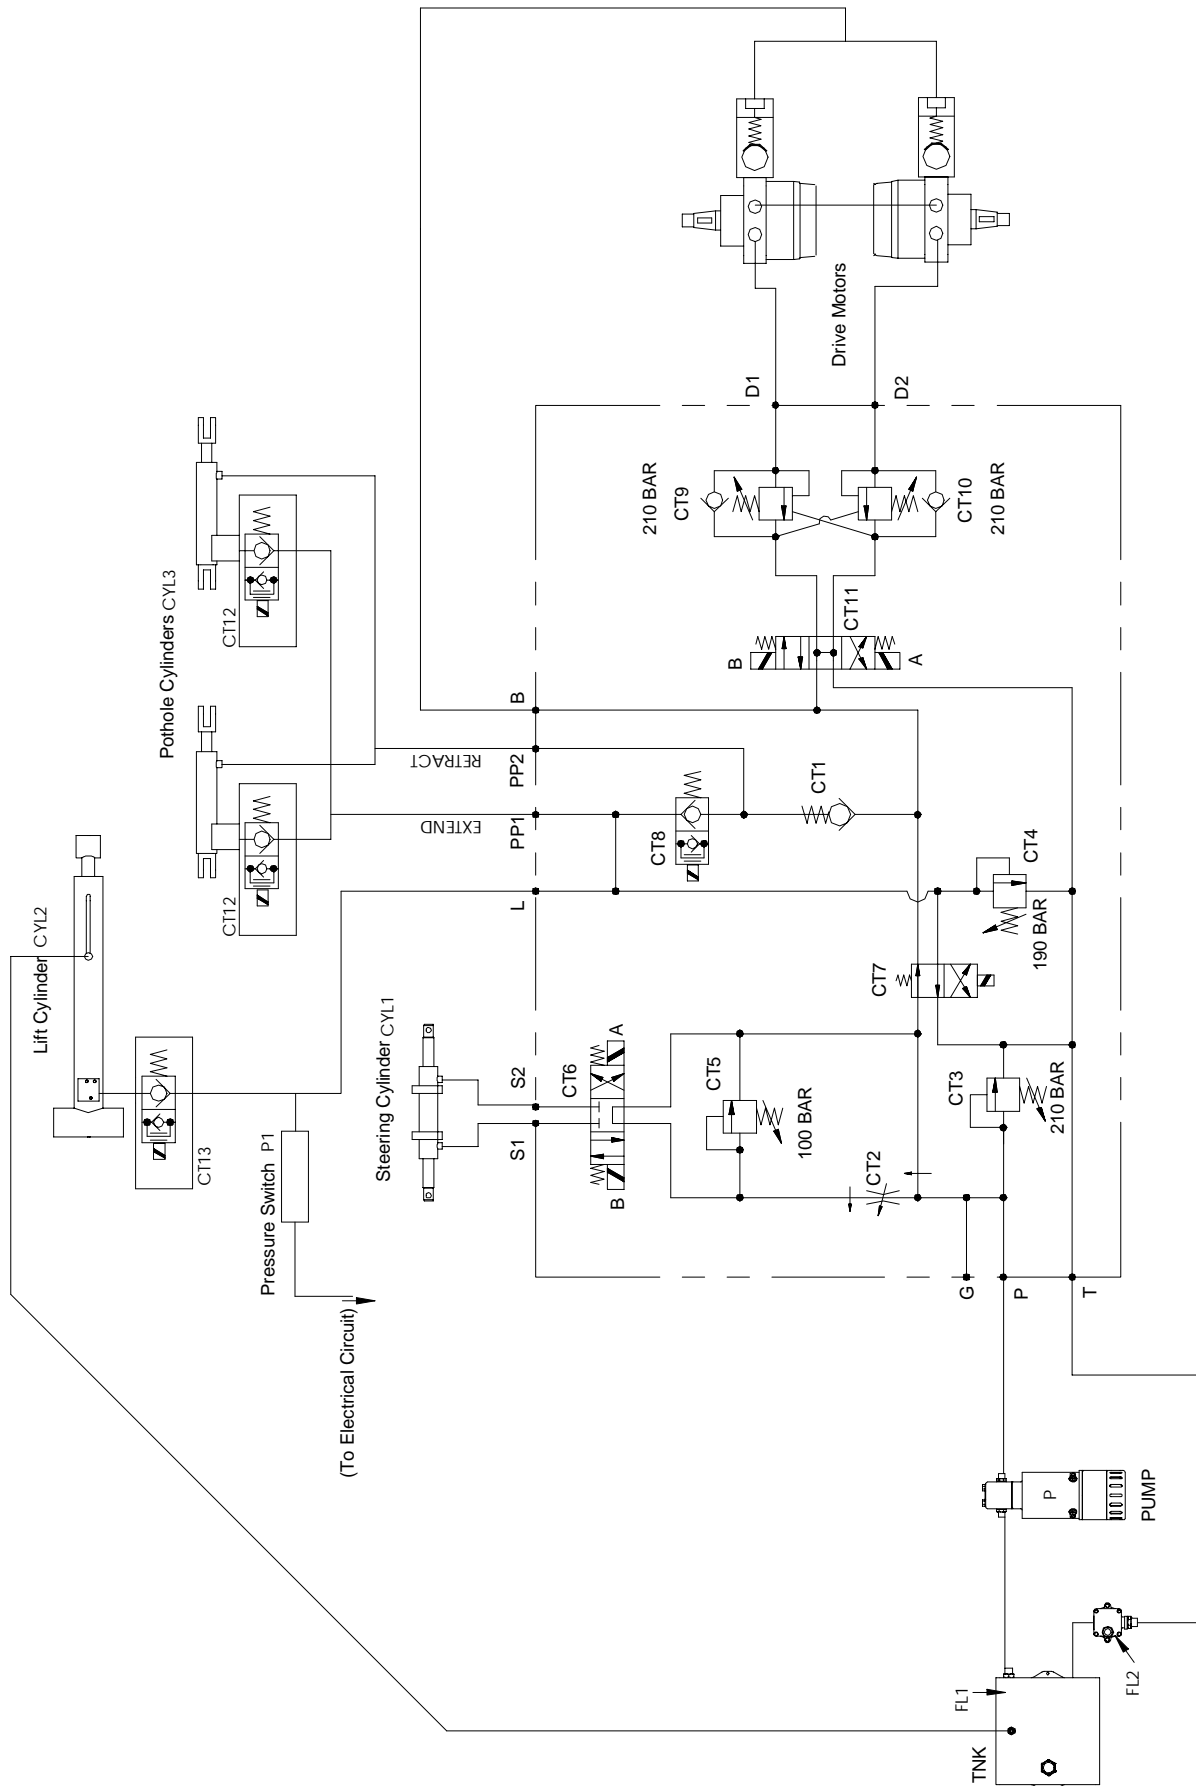 Lift Cylinder CYL2
Pothole Cylinders CYL3
CT12
CT12
CT13
Pressure Switch P1
(To Electrical Circuit)
Steering Cylinder CYL1
EXTEND
RETRACT
S1
S2
L
PP1
PP2
B
B
CT6
A
CT5
100 BAR
CT2
CT8
CT1
CT7
CT4
190 BAR
CT3
210 BAR
B
CT11
A
210 BAR
CT9
CT10
210 BAR
D1
D2
Drive Motors
G
P
T
P
PUMP
FL1
FL2
TNK